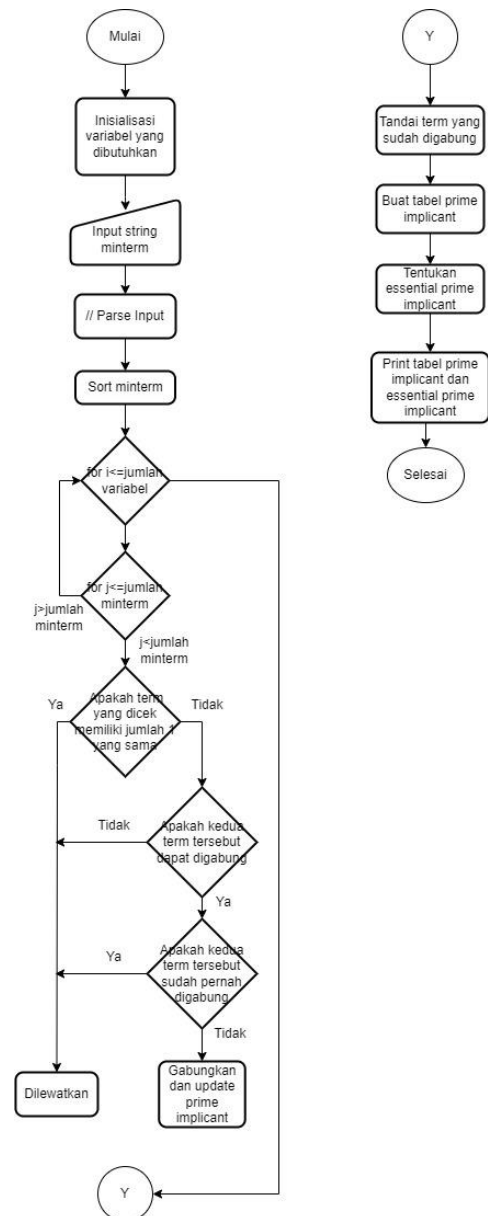 Mulai
Inisialisasi
variabel yang
dibutuhkan
Input string
minterm
// Parse Input
Sort minterm
for i<=jumlah
variabel
for j<=jumlah
minterm
j>jumlah
minterm
j<jumlah
minterm
Ya
Apakah term
yang dicek
memiliki jumlah 1
yang sama
Tidak
Tidak
Apakah kedua
term tersebut
dapat digabung
Ya
Ya
Apakah kedua
term tersebut
sudah pernah
digabung
Tidak
Dilewatkan
Gabungkan
dan update
prime
implicant
Y
Y
Tandai term yang
sudah digabung
Buat tabel prime
implicant
Tentukan
essential prime
implicant
Print tabel prime
implicant dan
essential prime
implicant
Selesai